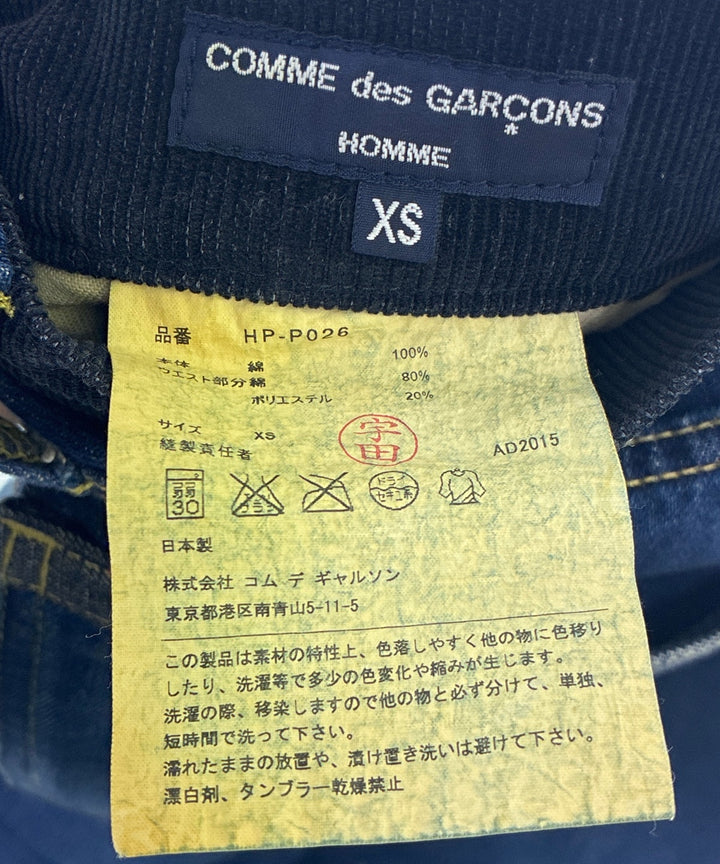 COMME des GARÇONS
HOMME
XS
品番 HP-P026
本体 綿 100%
ウエスト部分 綿 80%
ポリエステル 20%
サイズ XS
縫製責任者 宇田 AD2015
弱 30 ドライ セキユ系
日本製
株式会社 コム デ ギャルソン
東京都港区南青山5-11-5
この製品は素材の特性上、色落しやすく他の物に色移り
したり、洗濯等で多少の色変化や縮みが生じます。
洗濯の際、移染しますので他の物と必ず分けて、単独、
短時間で洗って下さい。
濡れたままの放置や、漬け置き洗いは避けて下さい。
漂白剤、タンブラー乾燥禁止